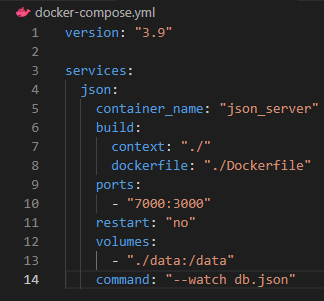 docker-compose.yml
1 version: "3.9"
2
3 services:
4   json:
5     container_name: "json_server"
6     build:
7       context: "./"
8       dockerfile: "./Dockerfile"
9     ports:
10       - "7000:3000"
11     restart: "no"
12     volumes:
13       - "./data:/data"
14     command: "--watch db.json"